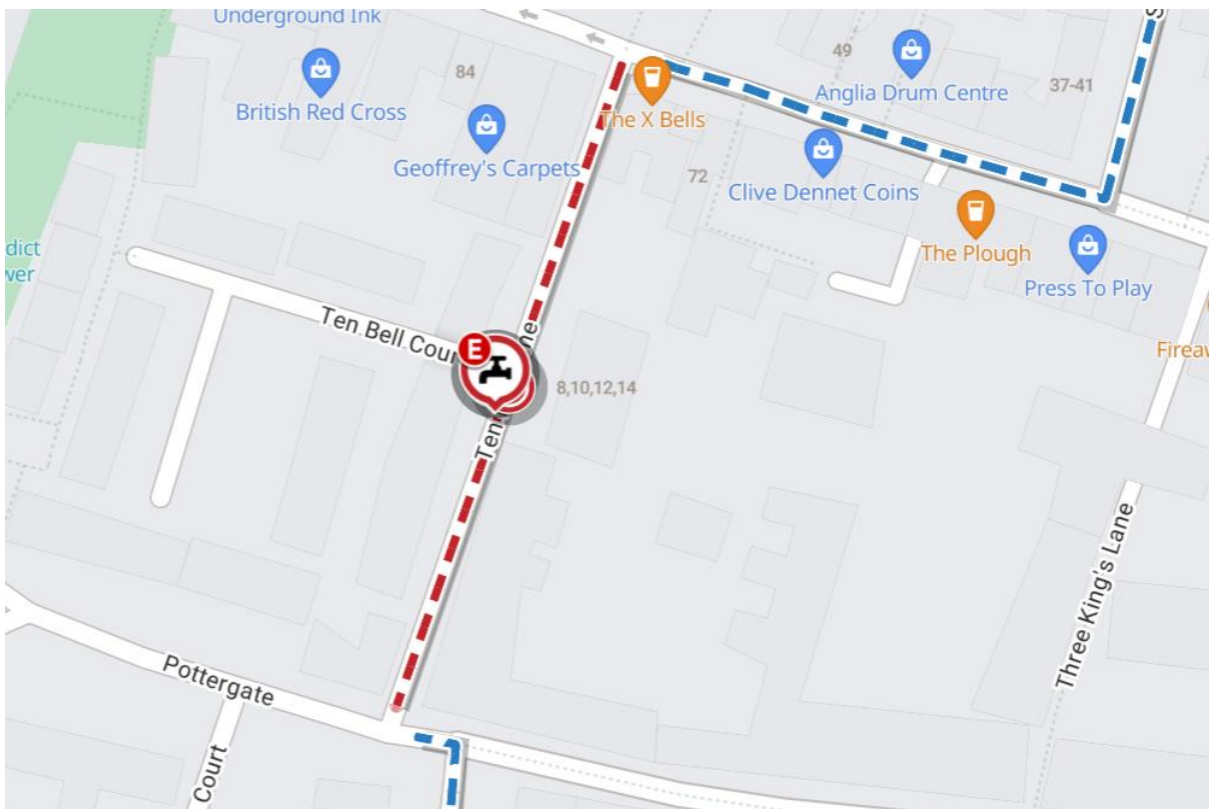 Underground Ink
British Red Cross
84
Geoffrey's Carpets
The X Bells
72
49
Anglia Drum Centre
37-41
Clive Dennet Coins
The Plough
Press To Play
Ten Bell Cour
E
8,10,12,14
Pottergate
Court
Three King's Lane